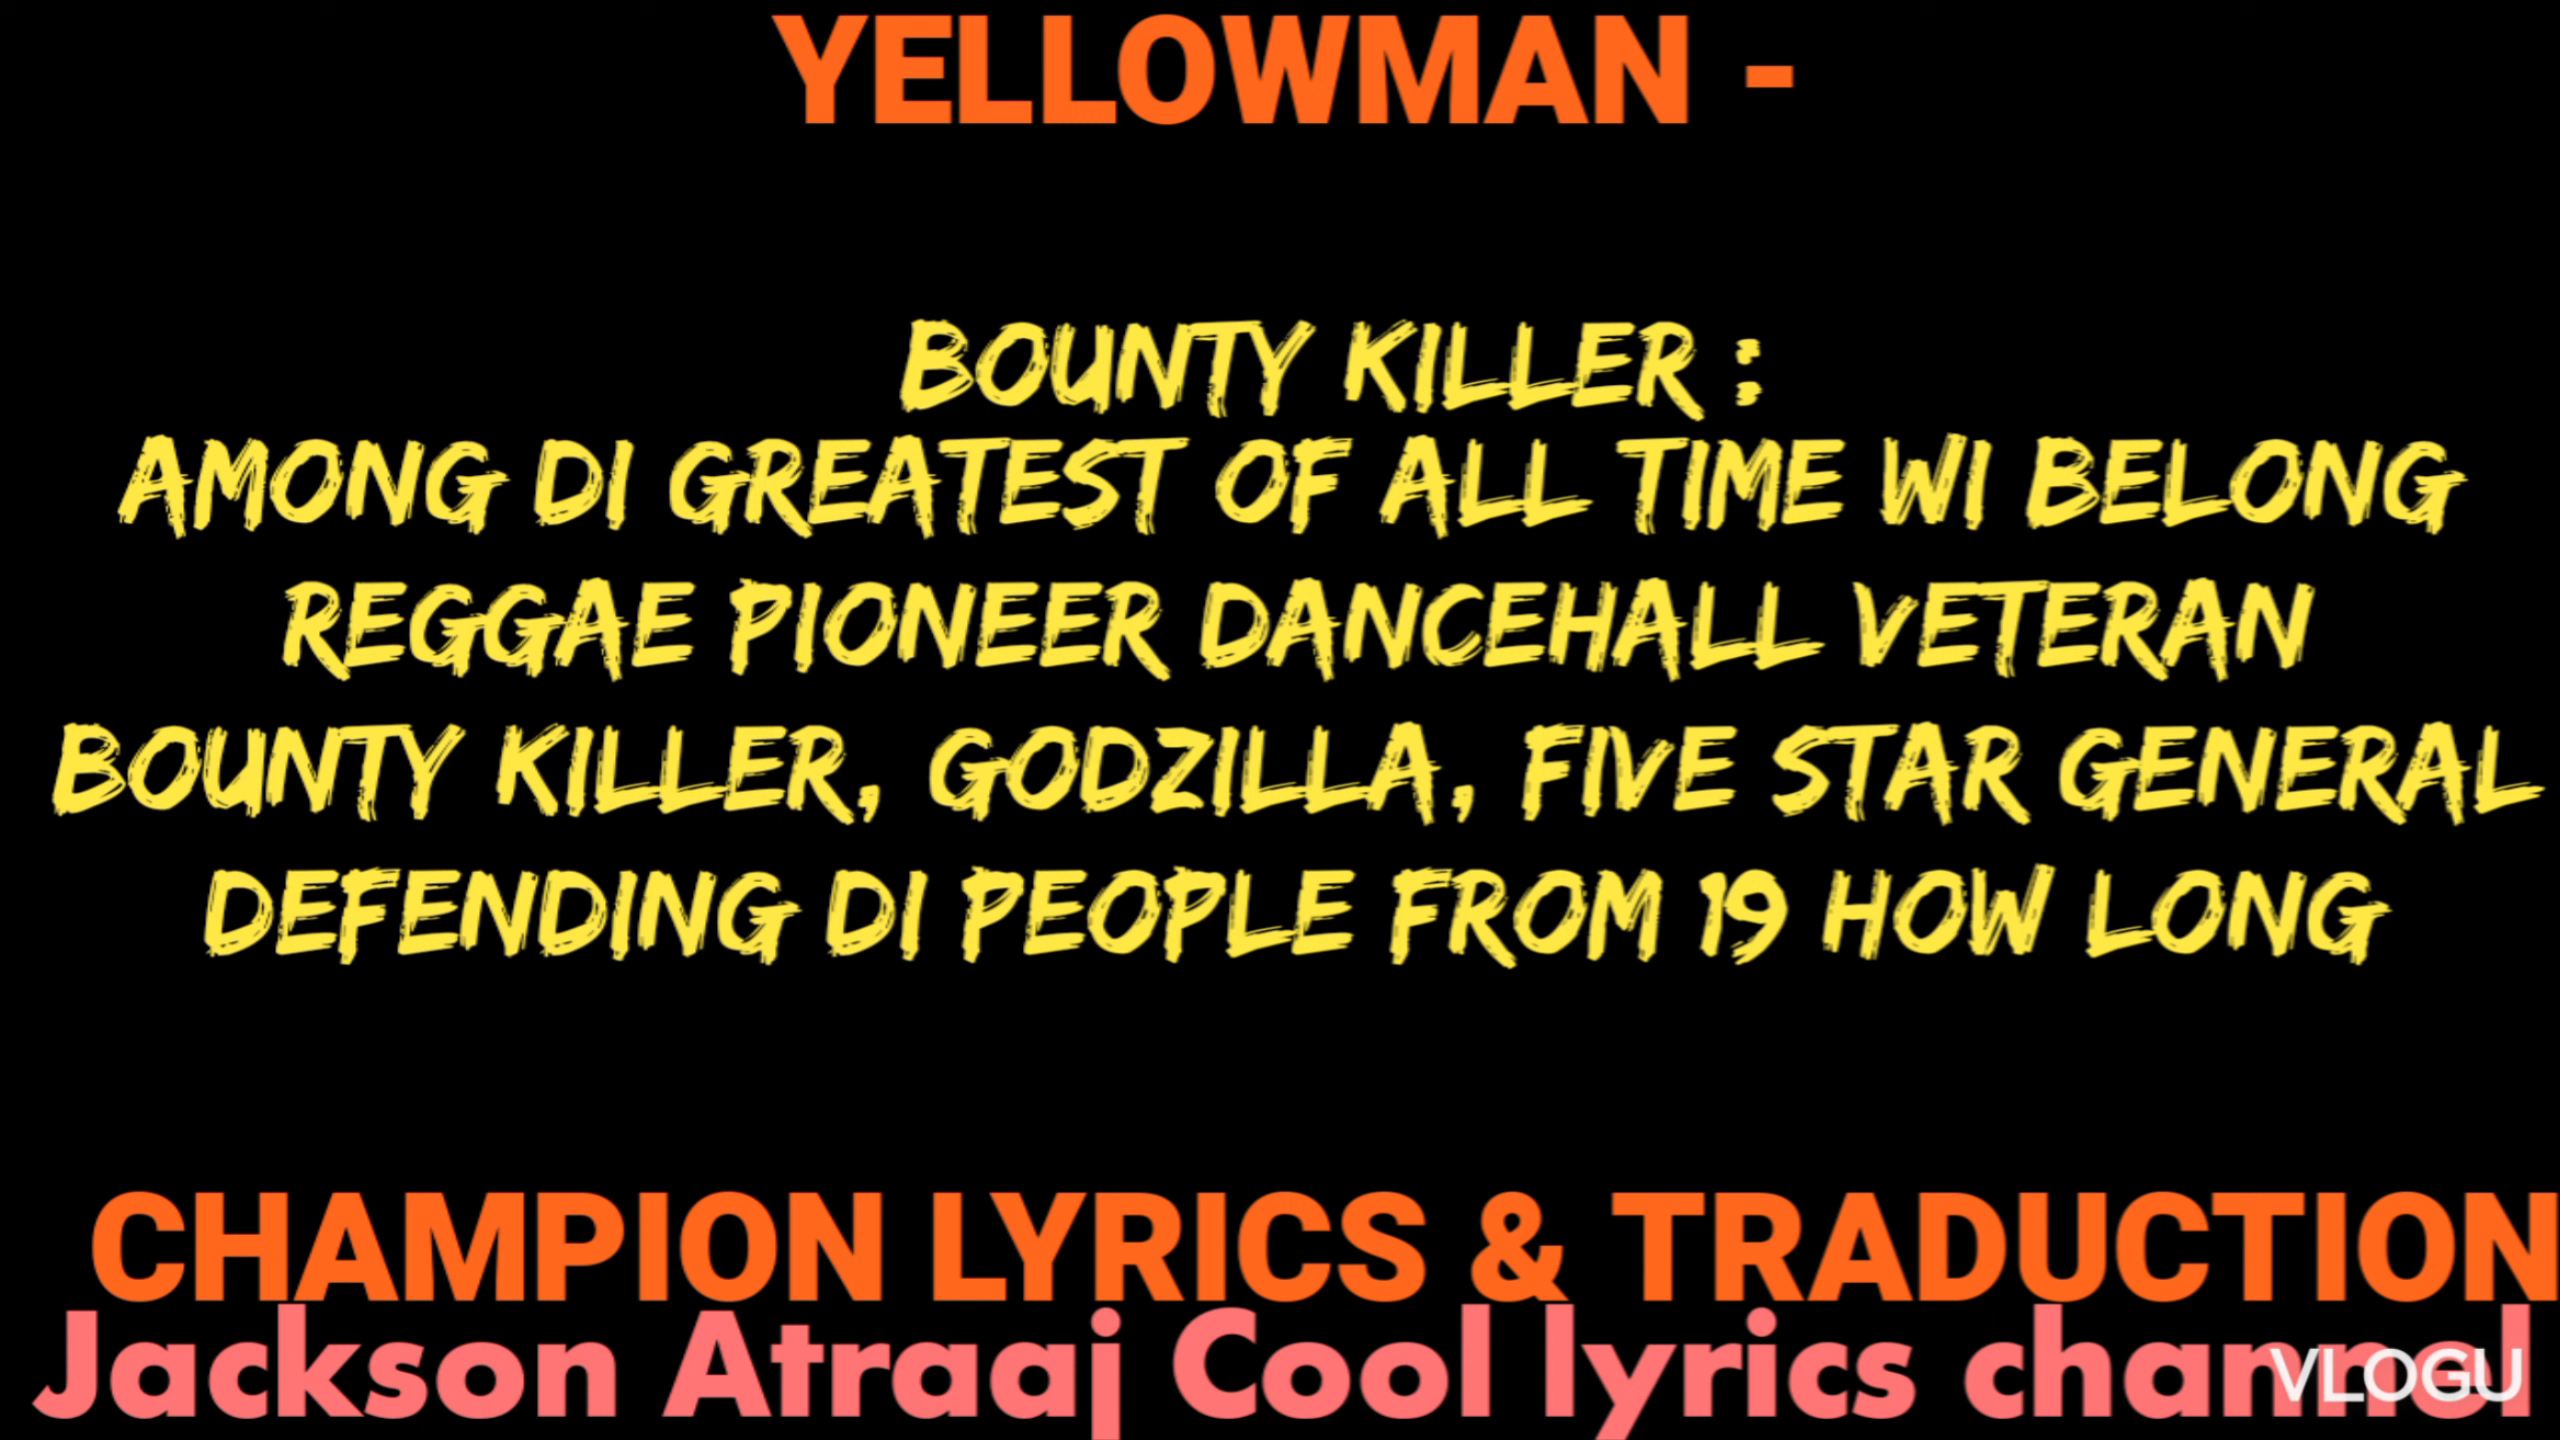 YELLOWMAN -
BOUNTY KILLER :
AMONG DI GREATEST OF ALL TIME WI BELONG
REGGAE PIONEER DANCEHALL VETERAN
BOUNTY KILLER, GODZILLA, FIVE STAR GENERAL
DEFENDING DI PEOPLE FROM 19 HOW LONG
CHAMPION LYRICS & TRADUCTION
Jackson Atraaj Cool lyrics channel
VLOGU